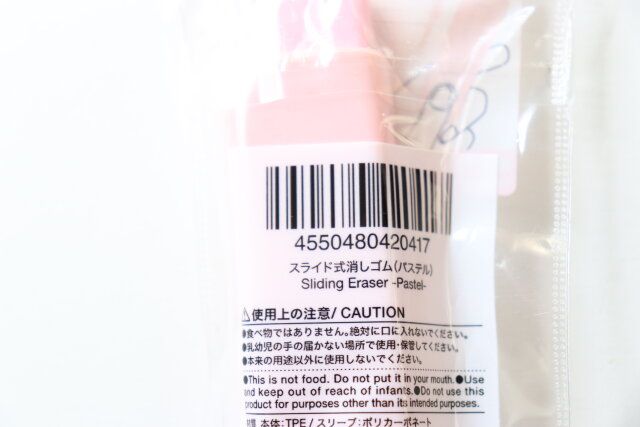 4550480420417
スライド式消しゴム(パステル)
Sliding Eraser -Pastel-
⚠使用上の注意/ CAUTION
●食べ物ではありません。絶対に口に入れないでください。
●乳幼児の手の届かない場所で使用・保管してください。
●本来の用途以外に使用しないでください。
●This is not food. Do not put it in your mouth.●Use
and keep out of reach of infants.●Do not use this
product for purposes other than its intended purposes.
材質 本体:TPE / スリーブ:ポリカーボネート